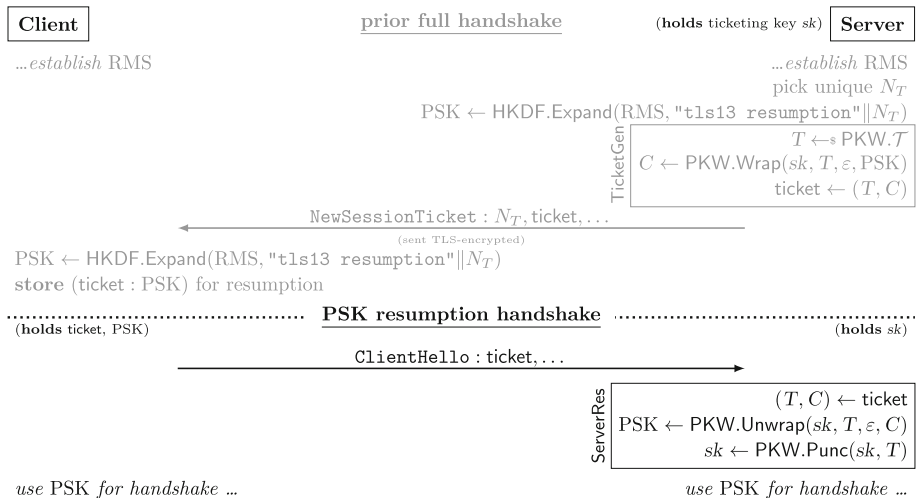 Client prior full handshake (holds ticketing key sk) Server
...establish RMS ...establish RMS
pick unique N_T
PSK ← HKDF.Expand(RMS, "tls13 resumption"‖N_T)
TicketGen
T ←$ PKW.𝒯
C ← PKW.Wrap(sk, T, ε, PSK)
ticket ← (T, C)
NewSessionTicket : N_T, ticket, ...
(sent TLS-encrypted)
PSK ← HKDF.Expand(RMS, "tls13 resumption"‖N_T)
store (ticket : PSK) for resumption
PSK resumption handshake
(holds ticket, PSK) (holds sk)
ClientHello : ticket, ...
ServerRes
(T, C) ← ticket
PSK ← PKW.Unwrap(sk, T, ε, C)
sk ← PKW.Punc(sk, T)
use PSK for handshake ... use PSK for handshake ...